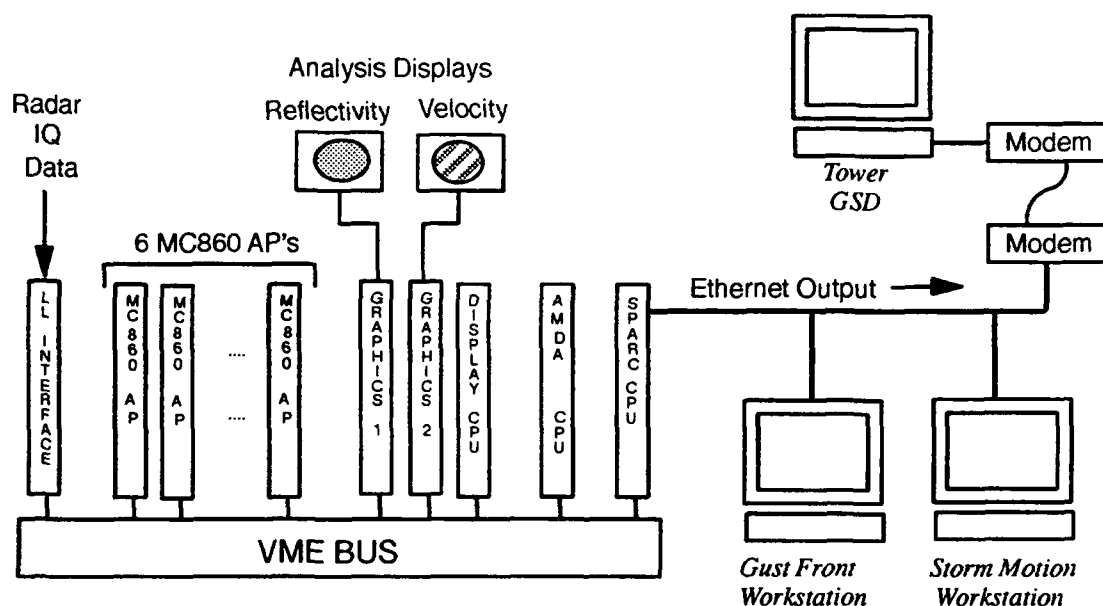 Analysis Displays
Reflectivity
Velocity
Radar
IQ
Data
6 MC860 AP's
Tower
GSD
Modem
Modem
Ethernet Output
LL INTERFACE
MC860 AP
MC860 AP
....
....
MC860 AP
GRAPHICS 1
GRAPHICS 2
DISPLAY CPU
AMDA CPU
SPARC CPU
VME BUS
Gust Front
Workstation
Storm Motion
Workstation